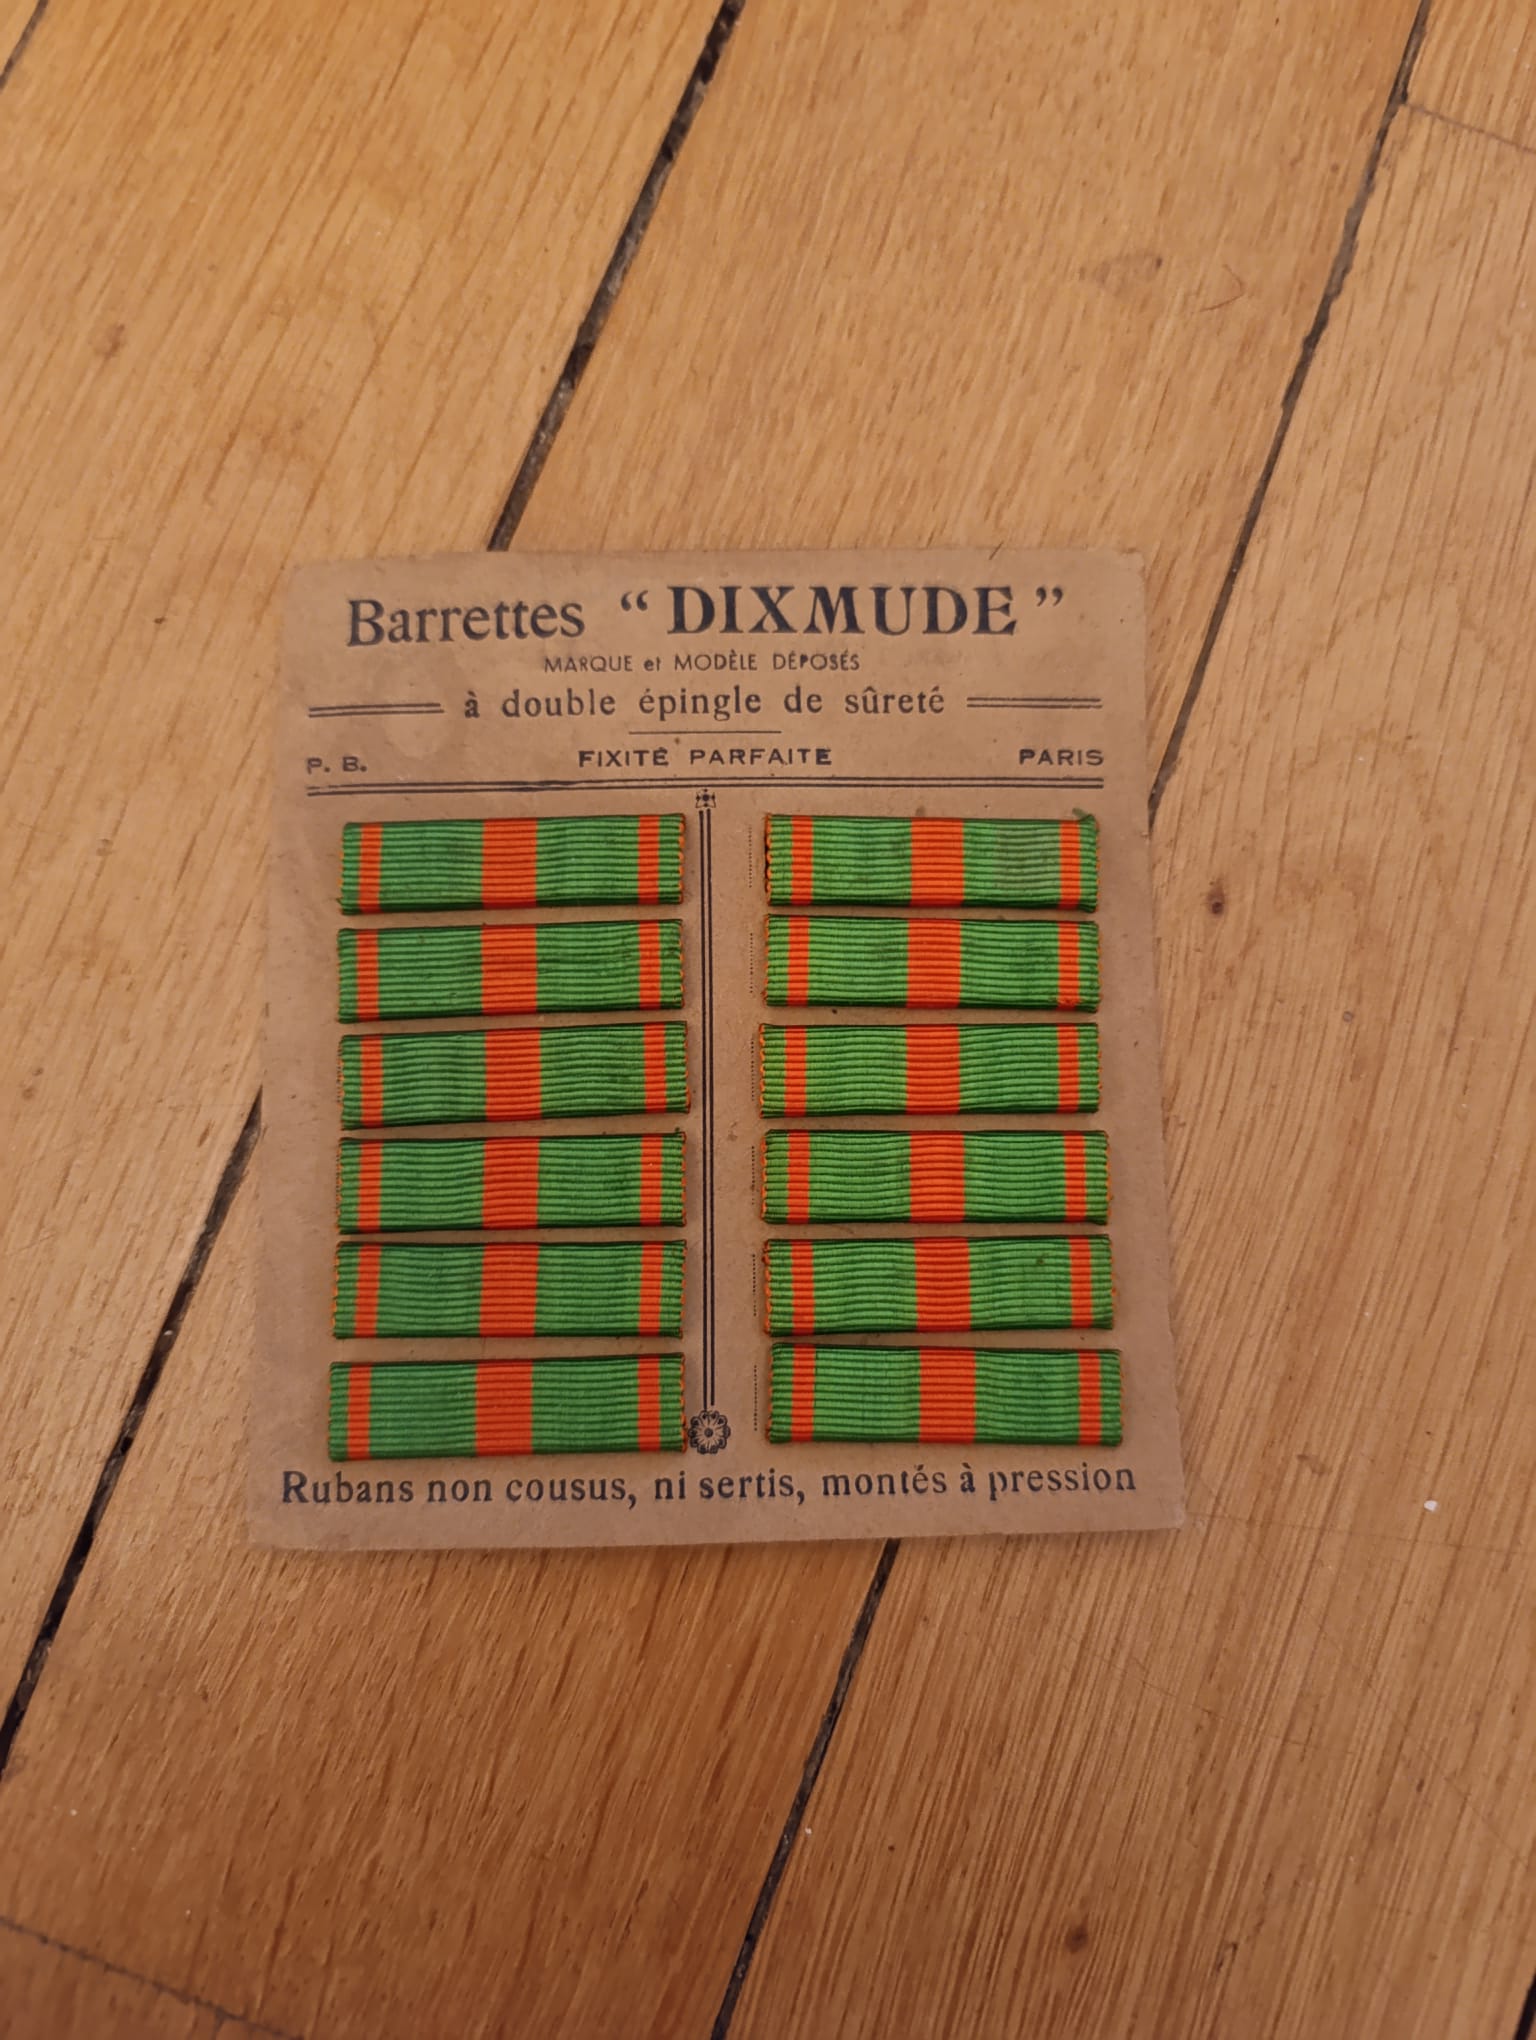 Barrettes “ DIXMUDE ”
MARQUE et MODÈLE DÉPOSÉS
à double épingle de sûreté
P. B. FIXITÉ PARFAITE PARIS
Rubans non cousus, ni sertis, montés à pression